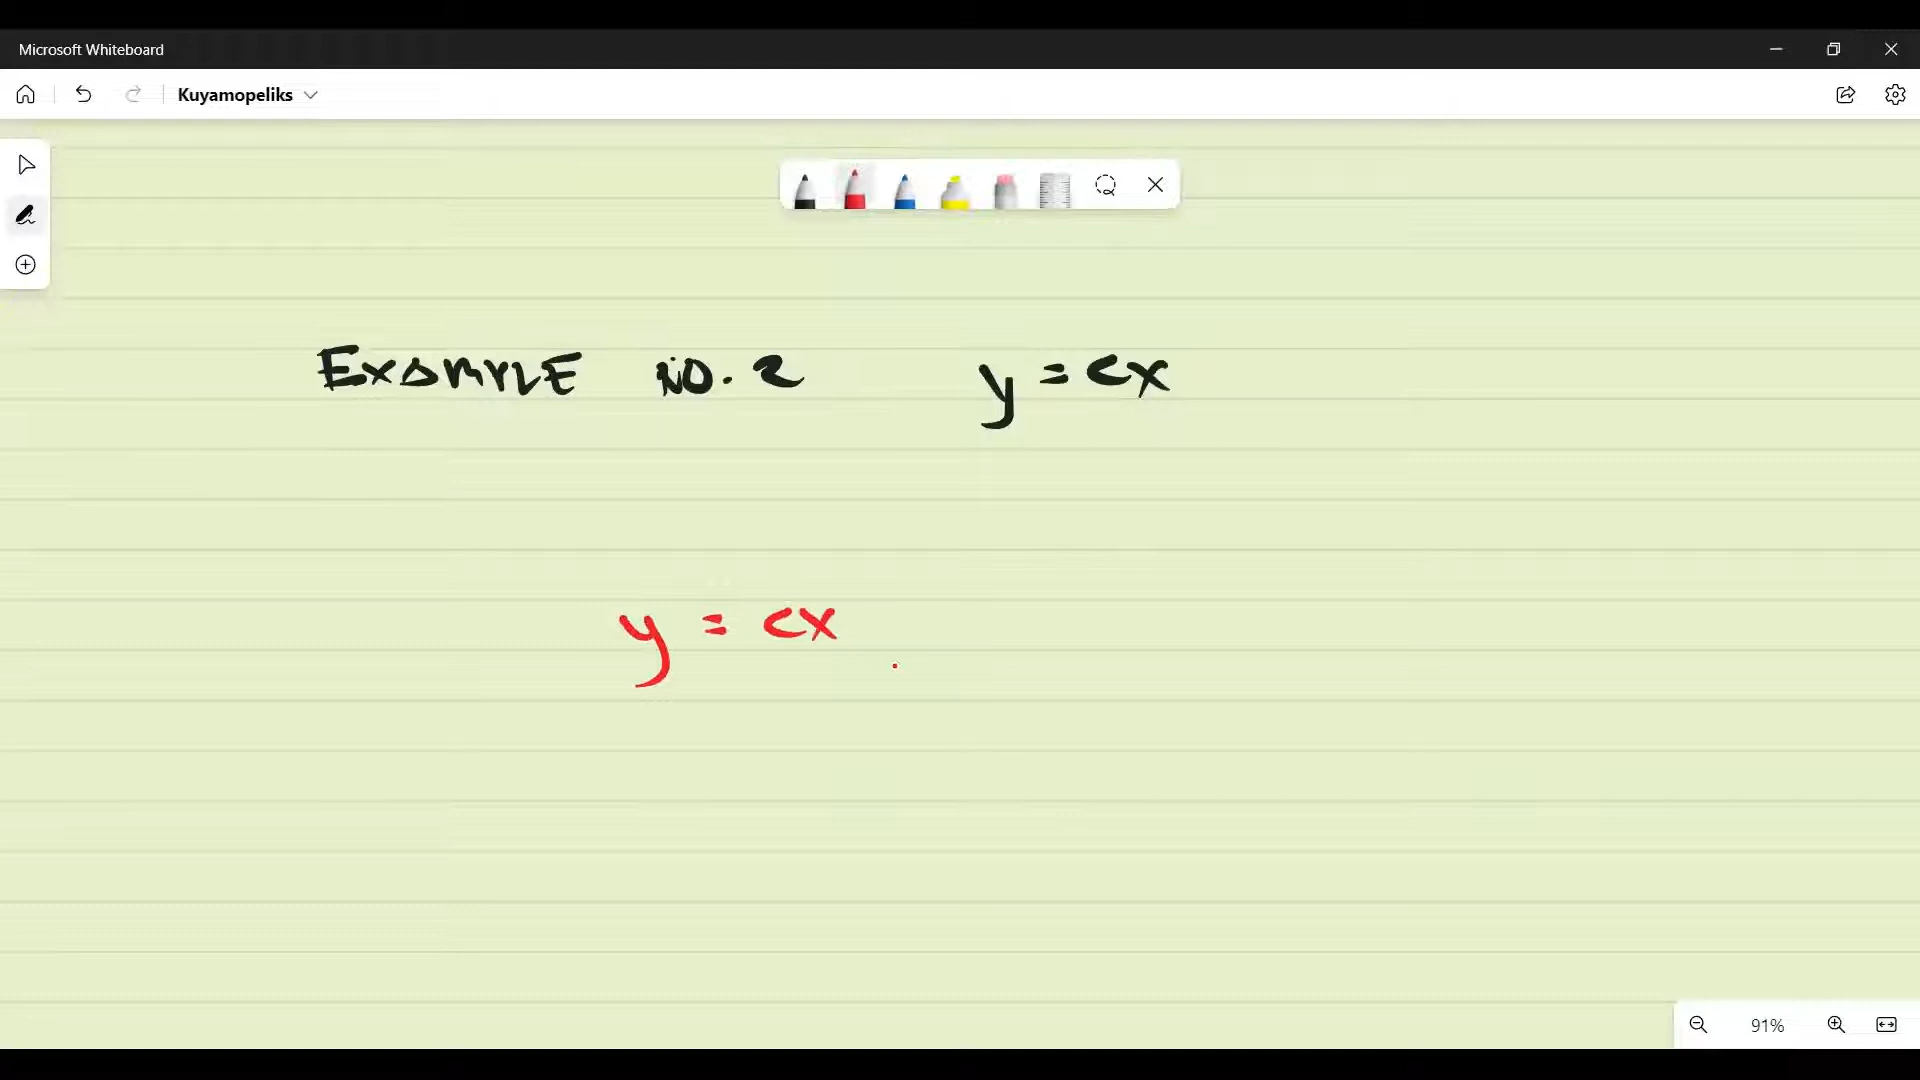 Microsoft Whiteboard
Kuyamopeliks
EXAMPLE NO. 2 y = cx
y = cx
91%